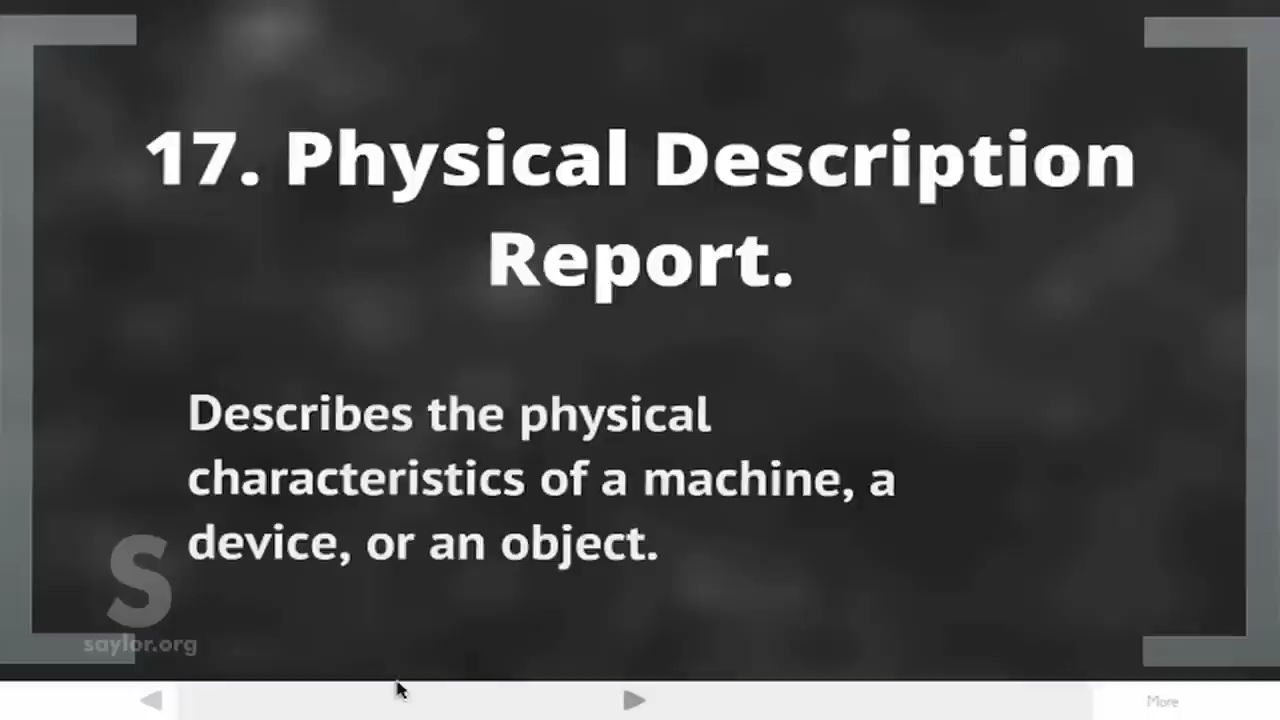 17. Physical Description
Report.
Describes the physical
characteristics of a machine, a
device, or an object.
S
saylor.org
More